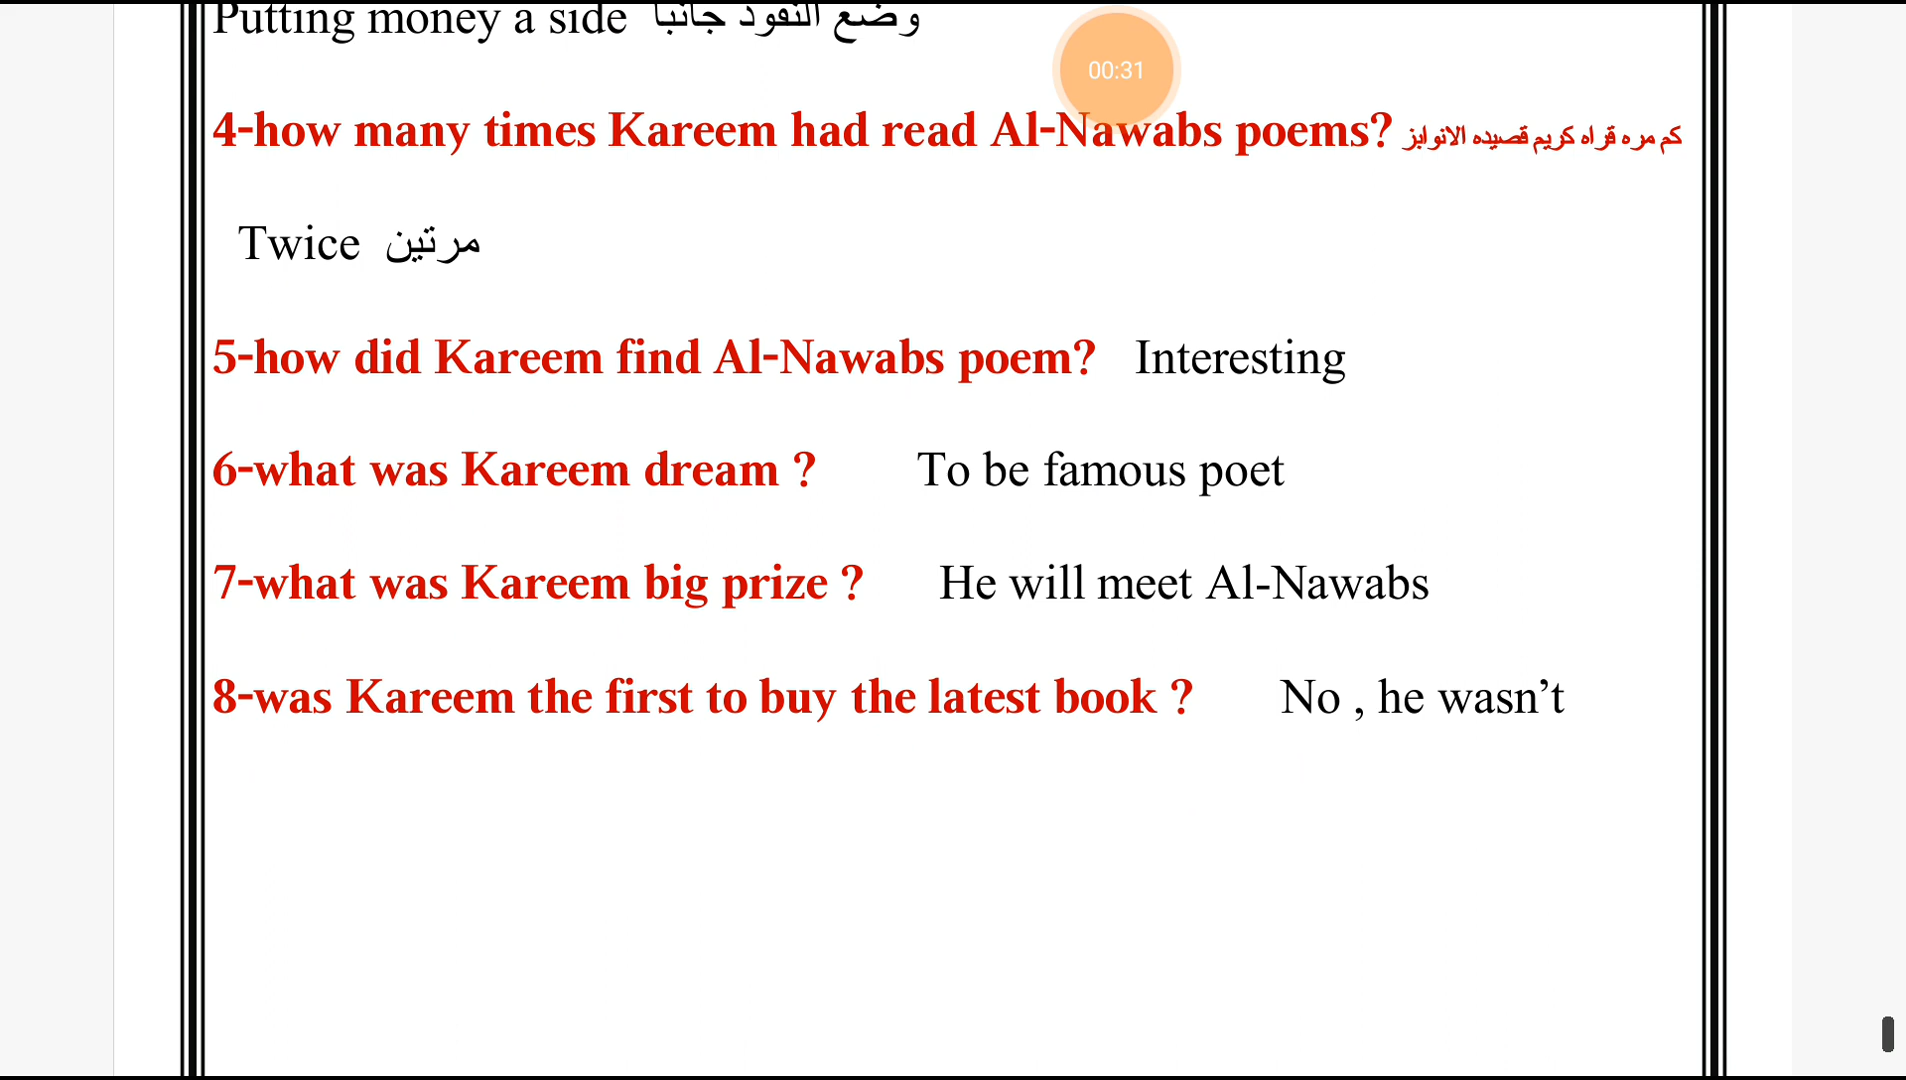 Putting money a side وضع النقود جانبا
00:31
4-how many times Kareem had read Al-Nawabs poems? كم مره قراه كريم قصيده الانوابز
Twice مرتين
5-how did Kareem find Al-Nawabs poem? Interesting
6-what was Kareem dream ? To be famous poet
7-what was Kareem big prize ? He will meet Al-Nawabs
8-was Kareem the first to buy the latest book ? No , he wasn’t